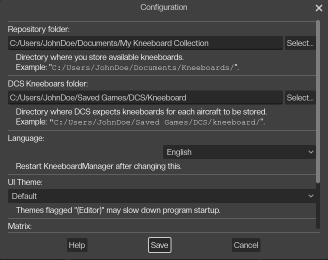 Configuration
Repository folder:
C:/Users/JohnDoe/Documents/My Kneeboard Collection
Select...
Directory where you store available kneeboards.
Example: "C:/Users/JohnDoe/Documents/Kneeboards/".
DCS Kneeboars folder:
C:/Users/JohnDoe/Saved Games/DCS/Kneeboard
Select...
Directory where DCS expects kneeboards for each aircraft to be stored.
Example: "C:/Users/JohnDoe/Saved Games/DCS/kneeboard/".
Language:
English
Restart KneeboardManager after changing this.
UI Theme:
Default
Themes flagged "(Editor)" may slow down program startup.
Matrix:
Help
Save
Cancel